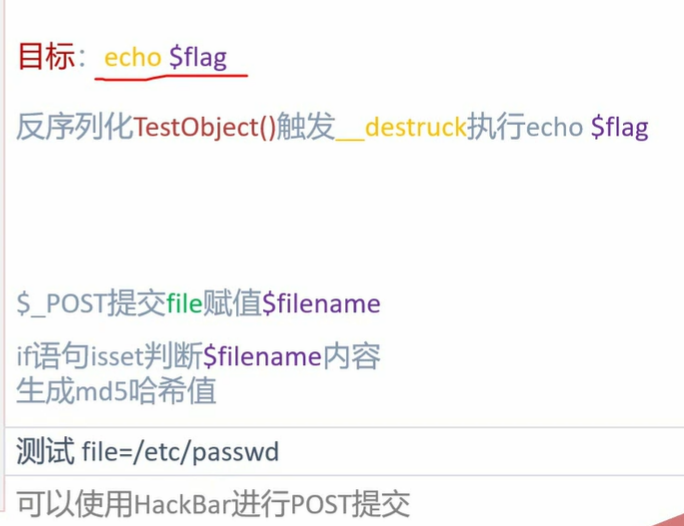 目标：echo $flag
反序列化TestObject()触发__destruck执行echo $flag
$_POST提交file赋值$filename
if语句isset判断$filename内容
生成md5哈希值
测试 file=/etc/passwd
可以使用HackBar进行POST提交